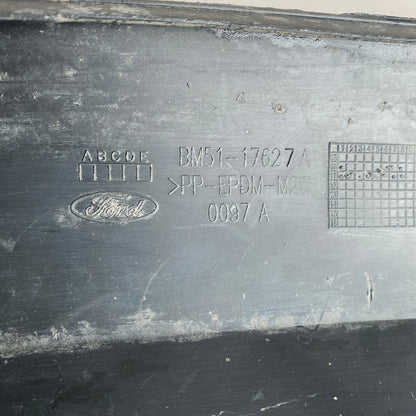 ABCDE
BM51-17627 A
>PP-EPDM-M20
Ford
0097 A